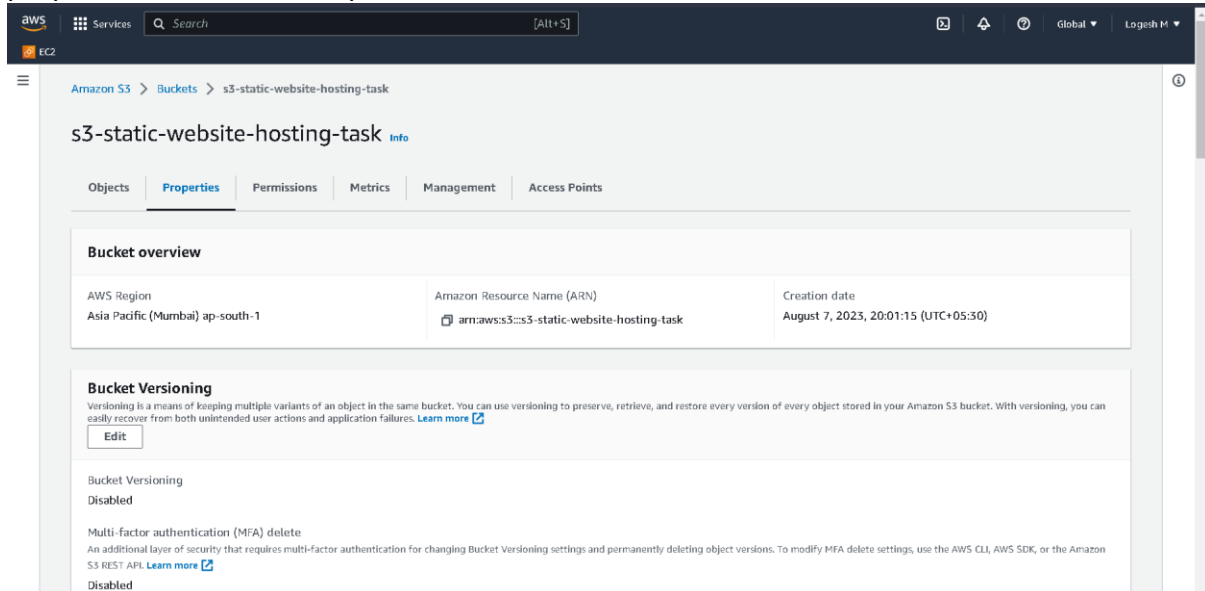 aws Services Search [Alt+S] Global ▼ Logesh M ▼
EC2
Amazon S3 > Buckets > s3-static-website-hosting-task
s3-static-website-hosting-task Info
Objects Properties Permissions Metrics Management Access Points
Bucket overview
AWS Region Amazon Resource Name (ARN) Creation date
Asia Pacific (Mumbai) ap-south-1 arn:aws:s3:::s3-static-website-hosting-task August 7, 2023, 20:01:15 (UTC+05:30)
Bucket Versioning
Versioning is a means of keeping multiple variants of an object in the same bucket. You can use versioning to preserve, retrieve, and restore every version of every object stored in your Amazon S3 bucket. With versioning, you can
easily recover from both unintended user actions and application failures. Learn more
Edit
Bucket Versioning
Disabled
Multi-factor authentication (MFA) delete
An additional layer of security that requires multi-factor authentication for changing Bucket Versioning settings and permanently deleting object versions. To modify MFA delete settings, use the AWS CLI, AWS SDK, or the Amazon
S3 REST API. Learn more
Disabled